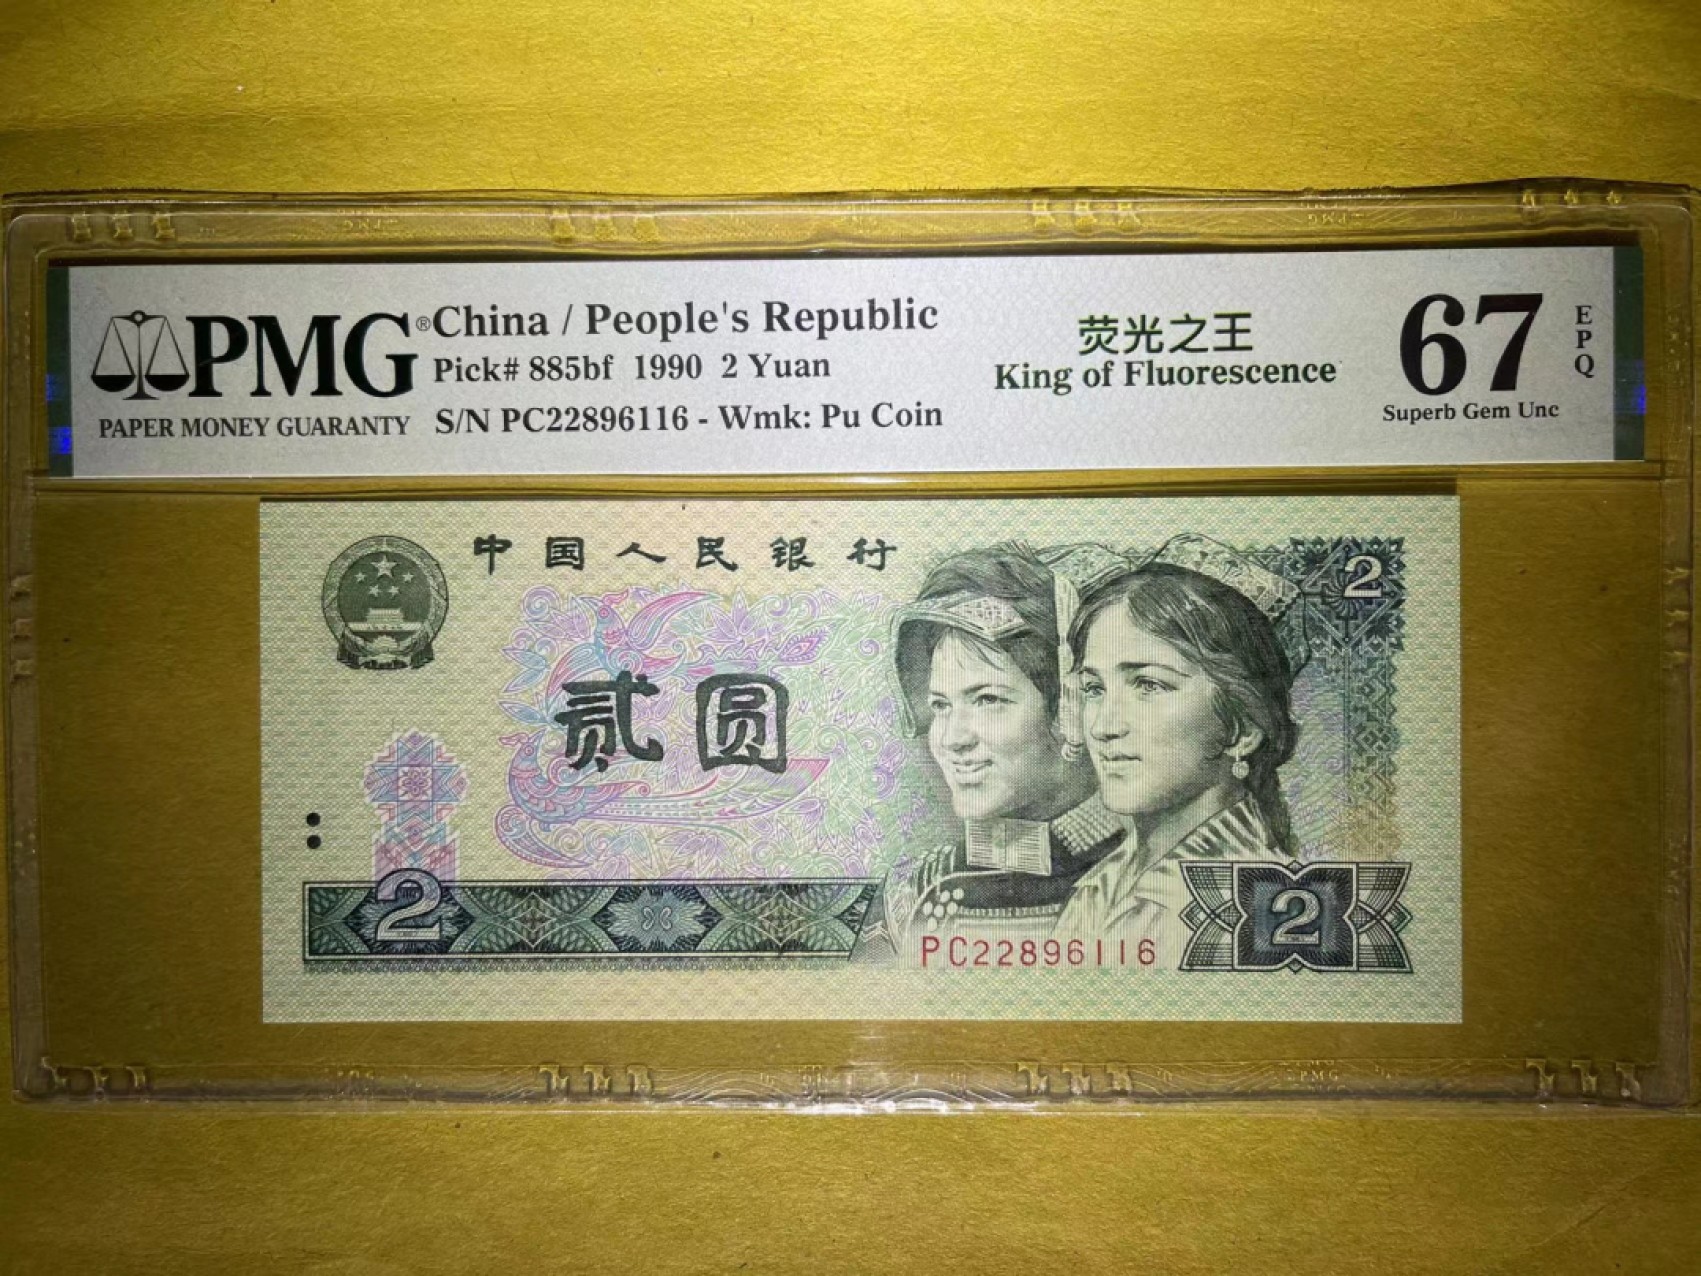 PMG®
PAPER MONEY GUARANTY
China / People's Republic
Pick# 885bf 1990 2 Yuan
S/N PC22896116 - Wmk: Pu Coin
荧光之王
King of Fluorescence
67
EPQ
Superb Gem Unc
中国人民银行
2
贰圆
2
2
PC22896116
PMG